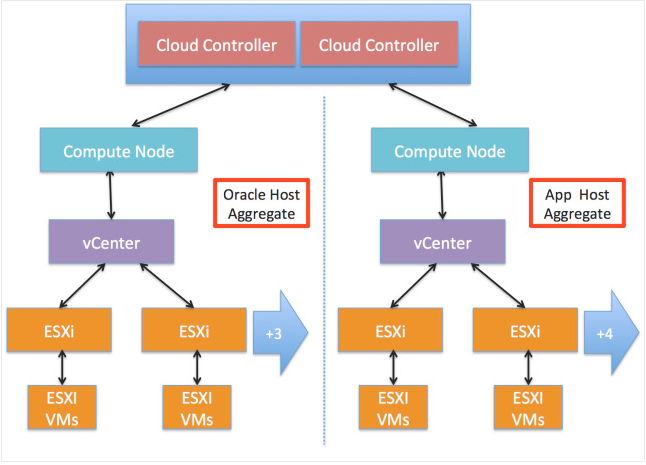 Cloud Controller
Cloud Controller
Compute Node
Compute Node
Oracle Host
Aggregate
App Host
Aggregate
vCenter
vCenter
ESXi
ESXi
+3
ESXi
ESXi
+4
ESXI
VMs
ESXI
VMs
ESXI
VMs
ESXI
VMs